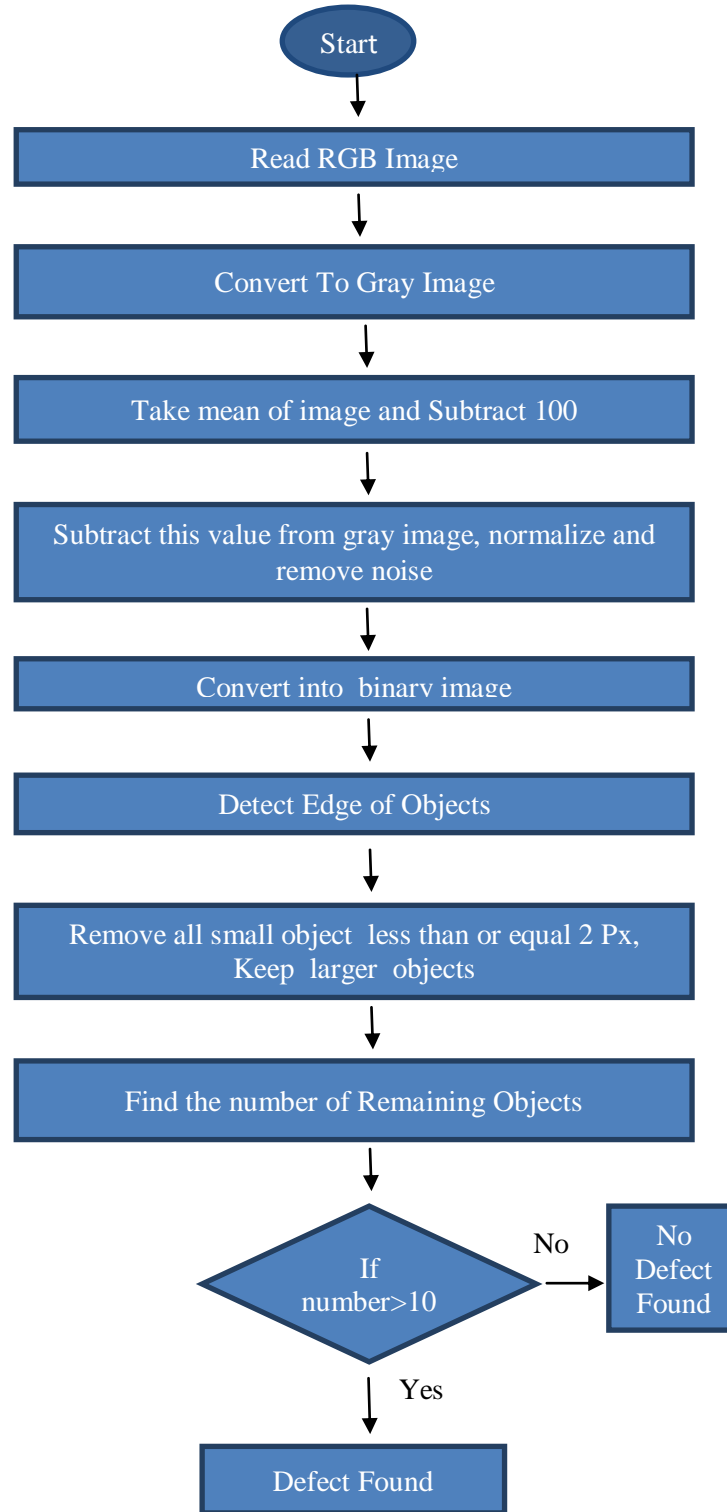 Start
Read RGB Image
Convert To Gray Image
Take mean of image and Subtract 100
Subtract this value from gray image, normalize and
remove noise
Convert into  binary image
Detect Edge of Objects
Remove all small object  less than or equal 2 Px,
Keep  larger  objects
Find the number of Remaining Objects
If
number>10
No
No
Defect
Found
Yes
Defect Found